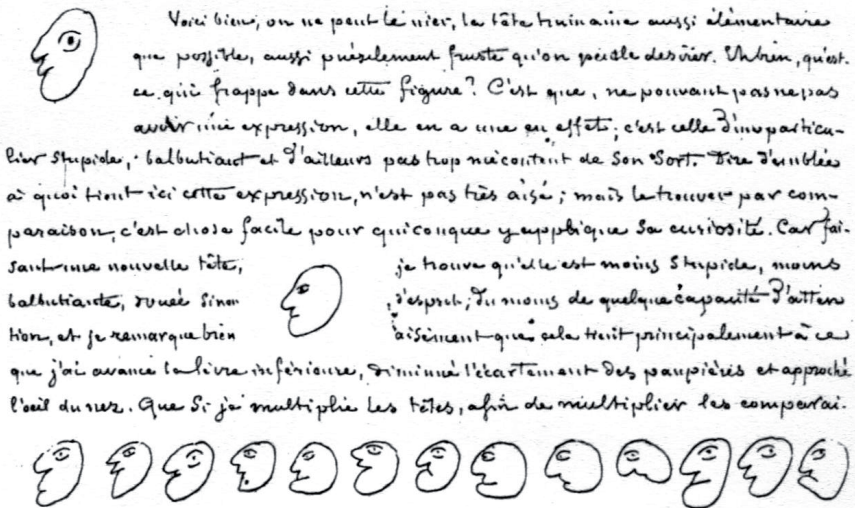 Voici bien, on ne peut le nier, la tête humaine aussi élémentaire
que possible, aussi puérilement fruste qu'on puisse desirer. Eh bien, qu'est-
ce qui frappe dans cette figure? C'est que, ne pouvant pas ne pas
avoir une expression, elle en a une en effet; c'est celle d'un particu-
lier stupide, balbutiant et d'ailleurs pas trop mécontent de son sort. Dire d'emblée
à quoi tient ici cette expression, n'est pas très aisé; mais le trouver par com-
paraison, c'est chose facile pour quiconque y applique sa curiosité. Car fai-
sant une nouvelle tête, je trouve qu'elle est moins stupide, moins
balbutiante, douée sinon d'esprit, du moins de quelque capacité d'atten
tion, et je remarque bien aisément que cela tient principalement à ce
que j'ai avancé la lèvre inférieure, diminué l'écartement des paupières et approché
l'oeil du nez. Que si je multiplie les têtes, afin de multiplier les comparai-